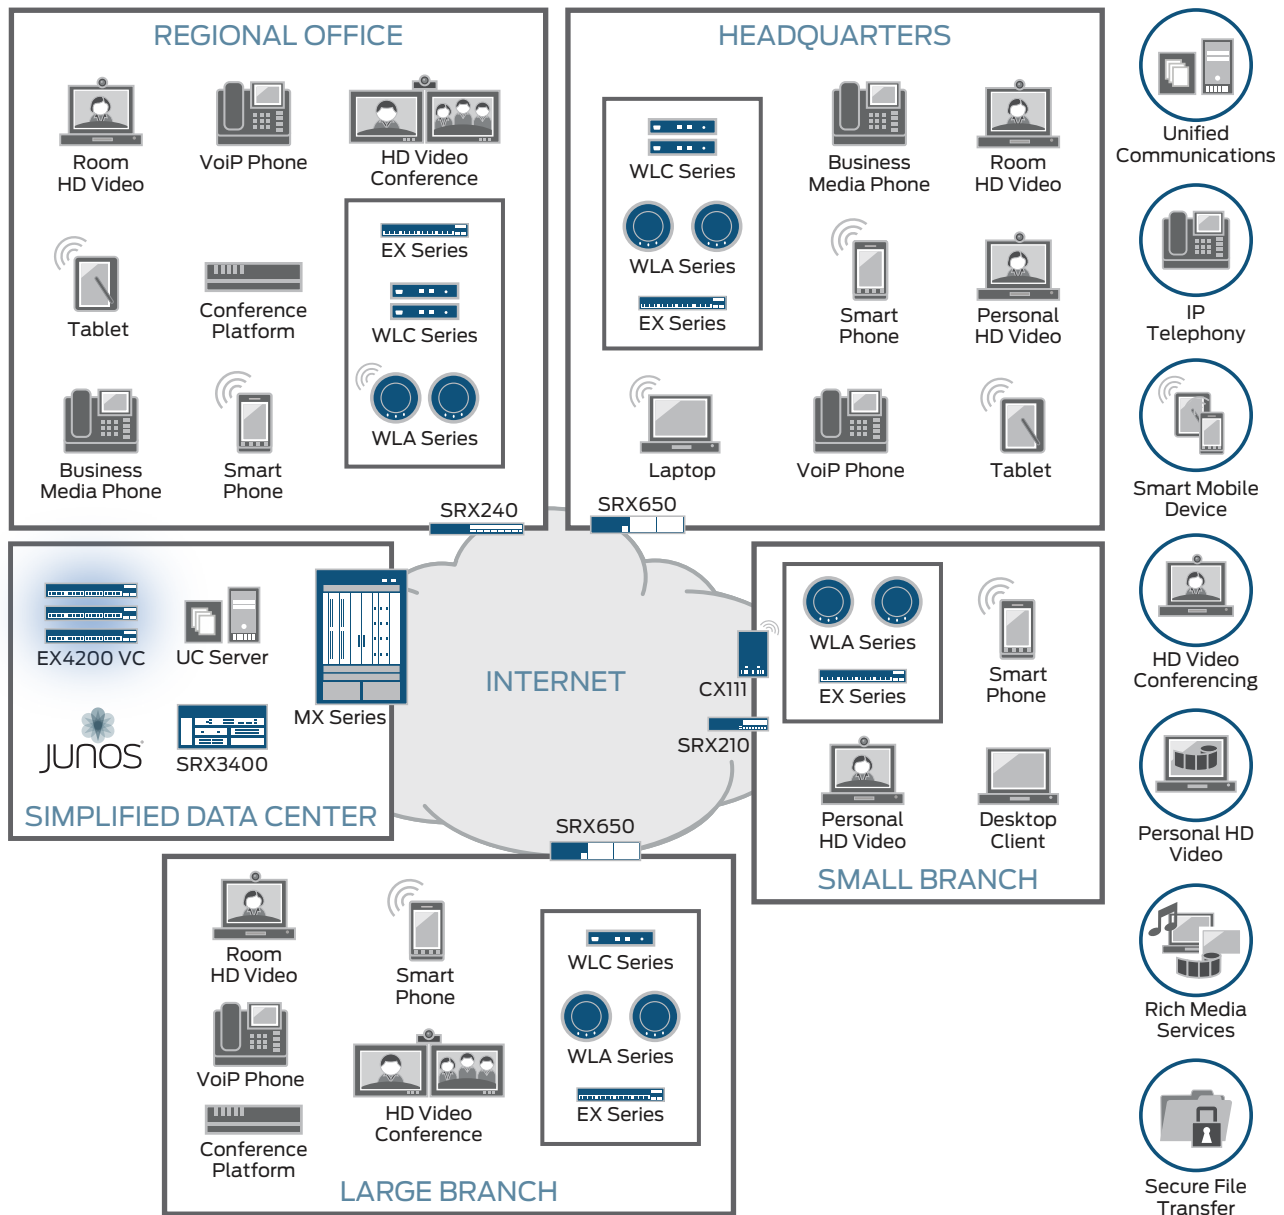 REGIONAL OFFICE
Room
HD Video
VoiP Phone
HD Video
Conference
Tablet
Conference
Platform
EX Series
WLC Series
WLA Series
Business
Media Phone
Smart
Phone
SRX240
HEADQUARTERS
WLC Series
WLA Series
EX Series
Business
Media Phone
Room
HD Video
Smart
Phone
Personal
HD Video
Laptop
VoiP Phone
Tablet
SRX650
EX4200 VC
UC Server
MX Series
JUNOS
SRX3400
SIMPLIFIED DATA CENTER
INTERNET
CX111
SRX210
WLA Series
EX Series
Smart
Phone
Personal
HD Video
Desktop
Client
SMALL BRANCH
SRX650
Room
HD Video
Smart
Phone
WLC Series
WLA Series
EX Series
VoiP Phone
HD Video
Conference
Conference
Platform
LARGE BRANCH
Unified
Communications
IP
Telephony
Smart Mobile
Device
HD Video
Conferencing
Personal HD
Video
Rich Media
Services
Secure File
Transfer